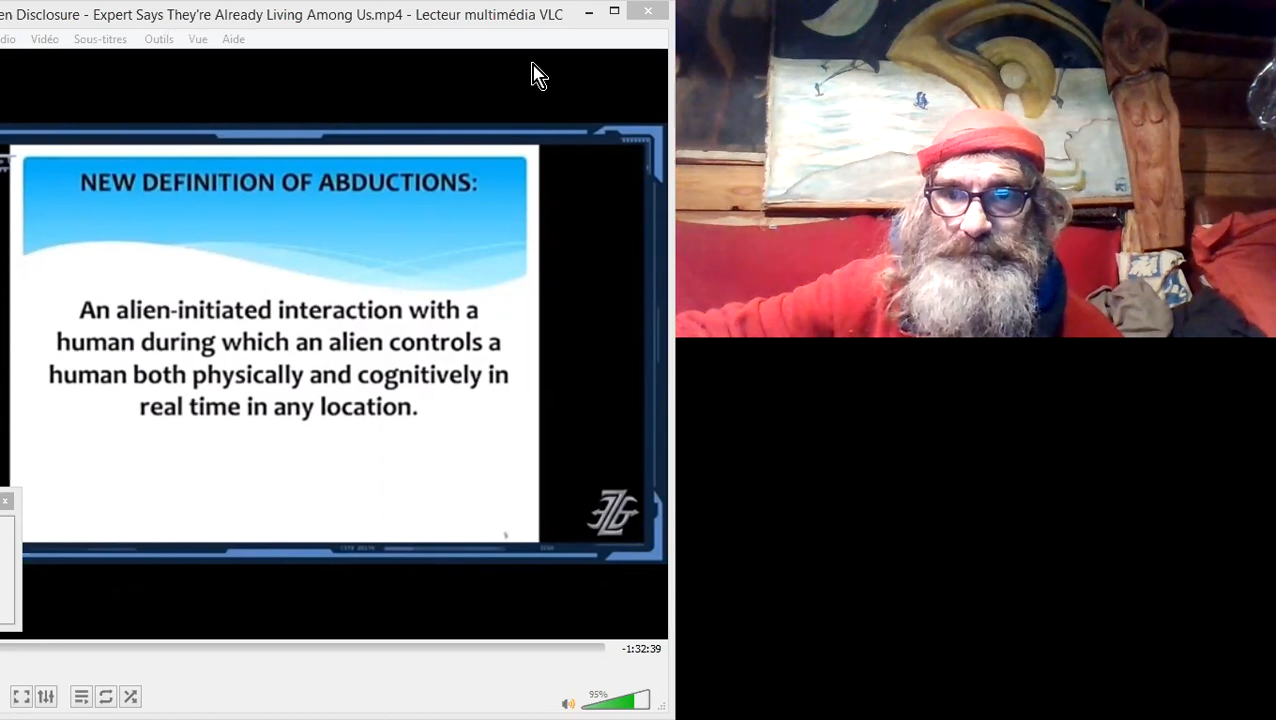 en Disclosure - Expert Says They're Already Living Among Us.mp4 - Lecteur multimédia VLC
dio Vidéo Sous-titres Outils Vue Aide
NEW DEFINITION OF ABDUCTIONS:
An alien-initiated interaction with a
human during which an alien controls a
human both physically and cognitively in
real time in any location.
-1:32:39
95%